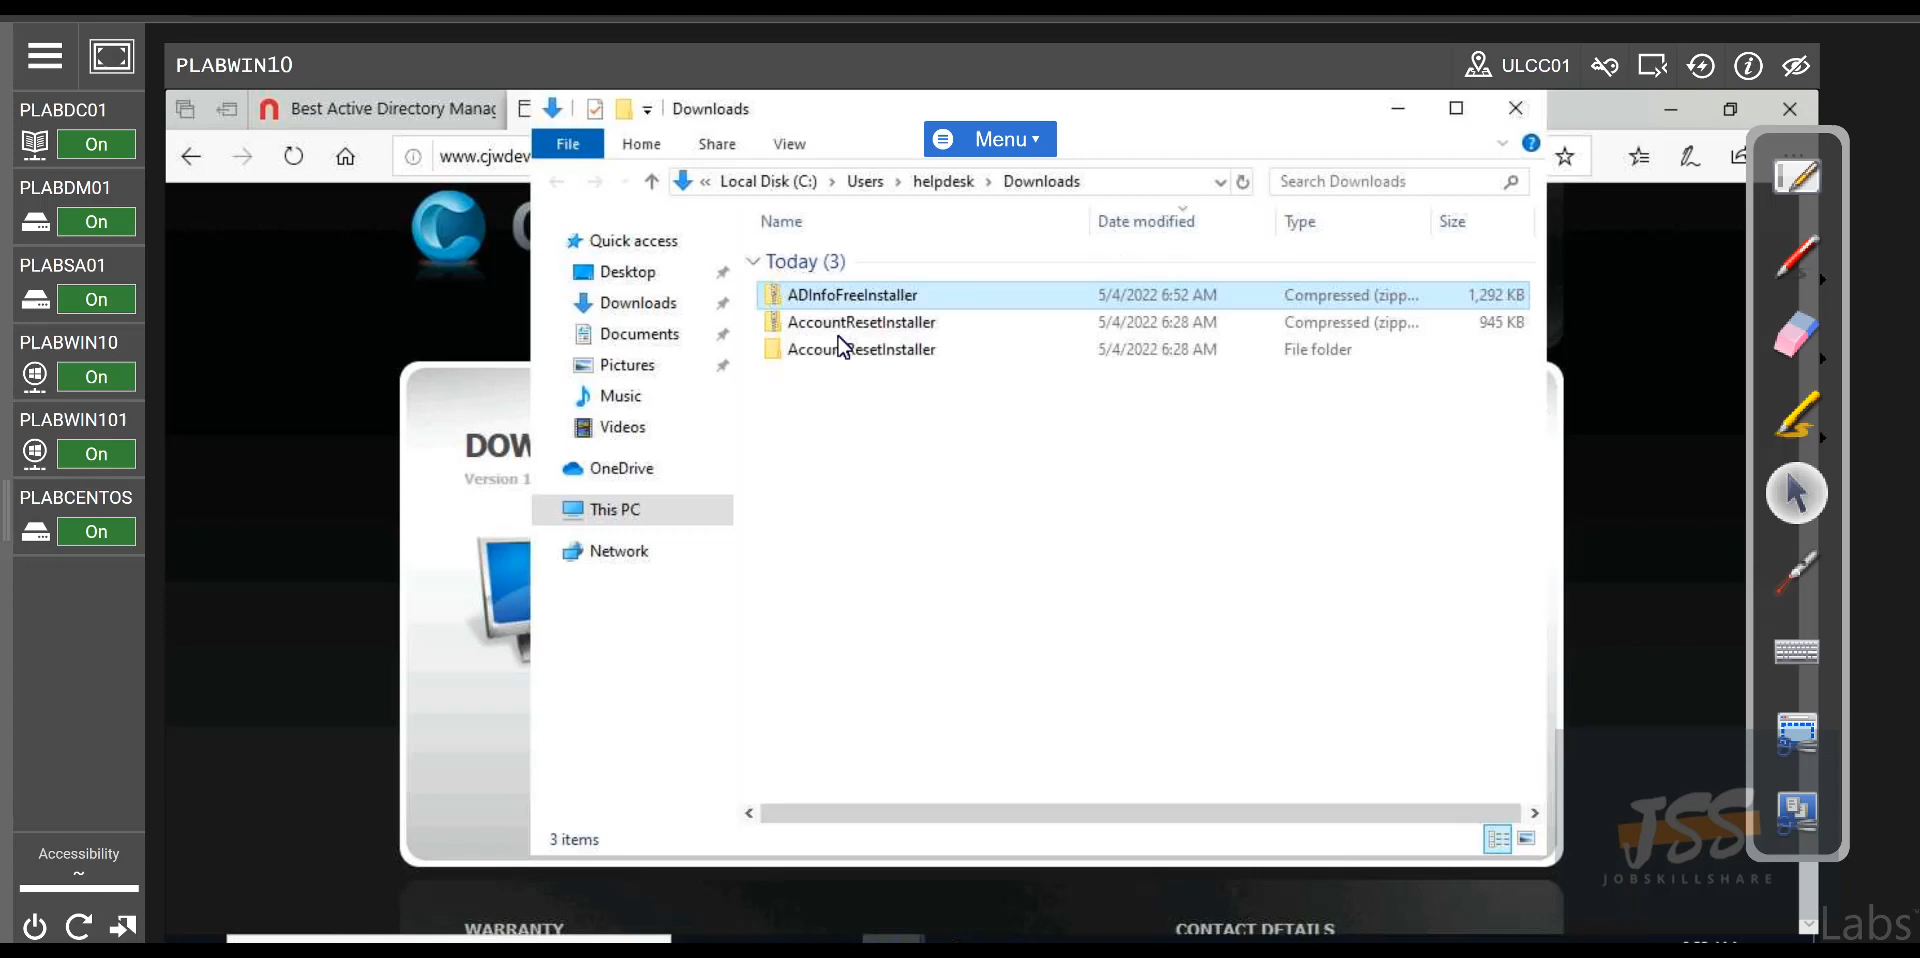 PLABWIN10
ULCC01
PLABDC01
On
PLABDM01
On
PLABSA01
On
PLABWIN10
On
PLABWIN101
On
PLABCENTOS
On
Accessibility
Best Active Directory Manag
www.cjwdev
Downloads
File Home Share View
Menu
« Local Disk (C:) › Users › helpdesk › Downloads
Search Downloads
Name Date modified Type Size
Quick access
Desktop
Downloads
Documents
Pictures
Music
Videos
OneDrive
This PC
Network
Today (3)
ADInfoFreeInstaller 5/4/2022 6:52 AM Compressed (zipp... 1,292 KB
AccountResetInstaller 5/4/2022 6:28 AM Compressed (zipp... 945 KB
AccountResetInstaller 5/4/2022 6:28 AM File folder
3 items
DOW
Version 1
WARRANTY
CONTACT DETAILS
JSS
JOBSKILLSHARE
Labs